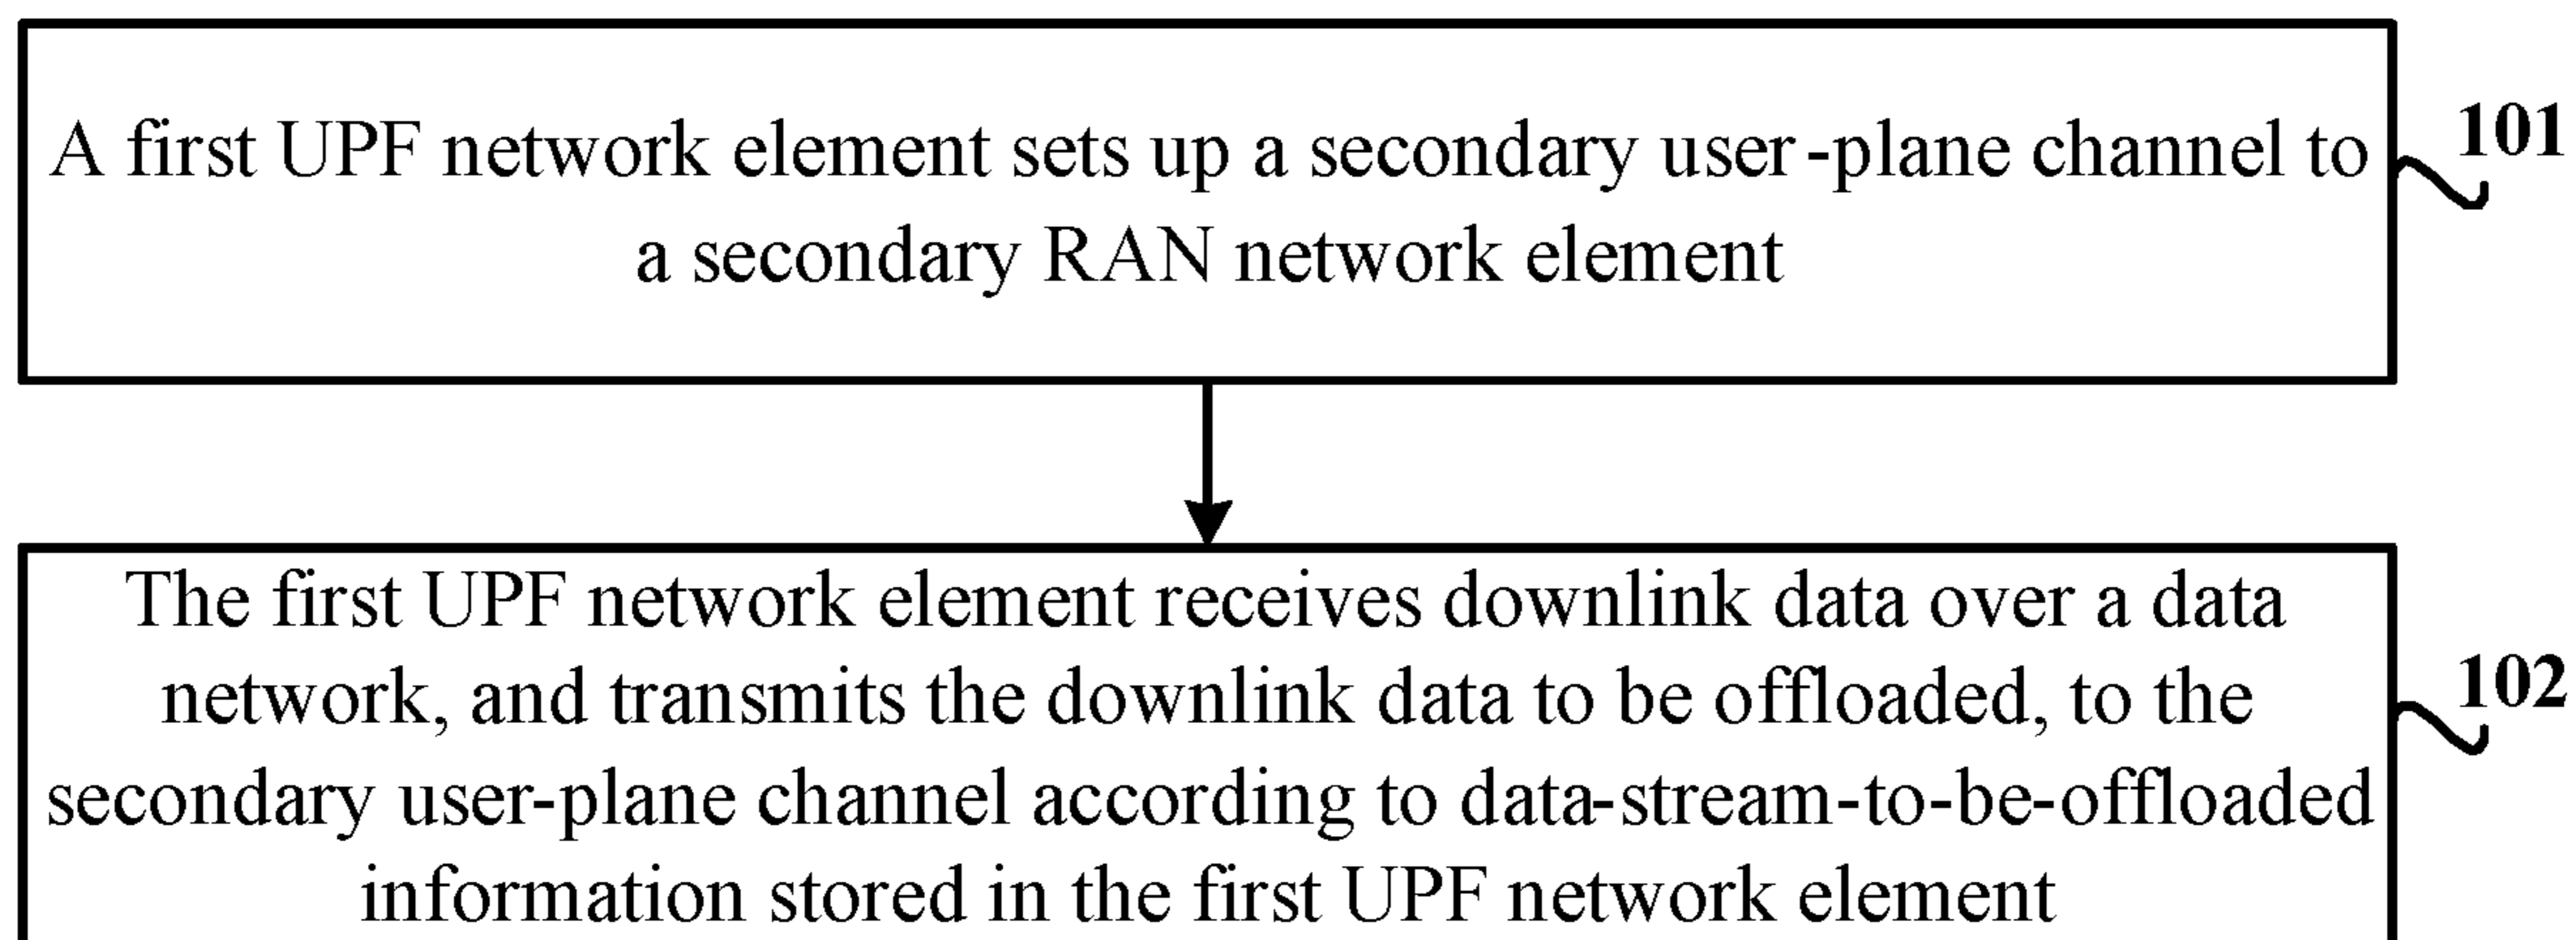 A first UPF network element sets up a secondary user-plane channel to
101
a secondary RAN network element
The first UPF network element receives downlink data over a data
network, and transmits the downlink data to be offloaded, to the
102
secondary user-plane channel according to data-stream-to-be-offloaded
information stored in the first UPF network element